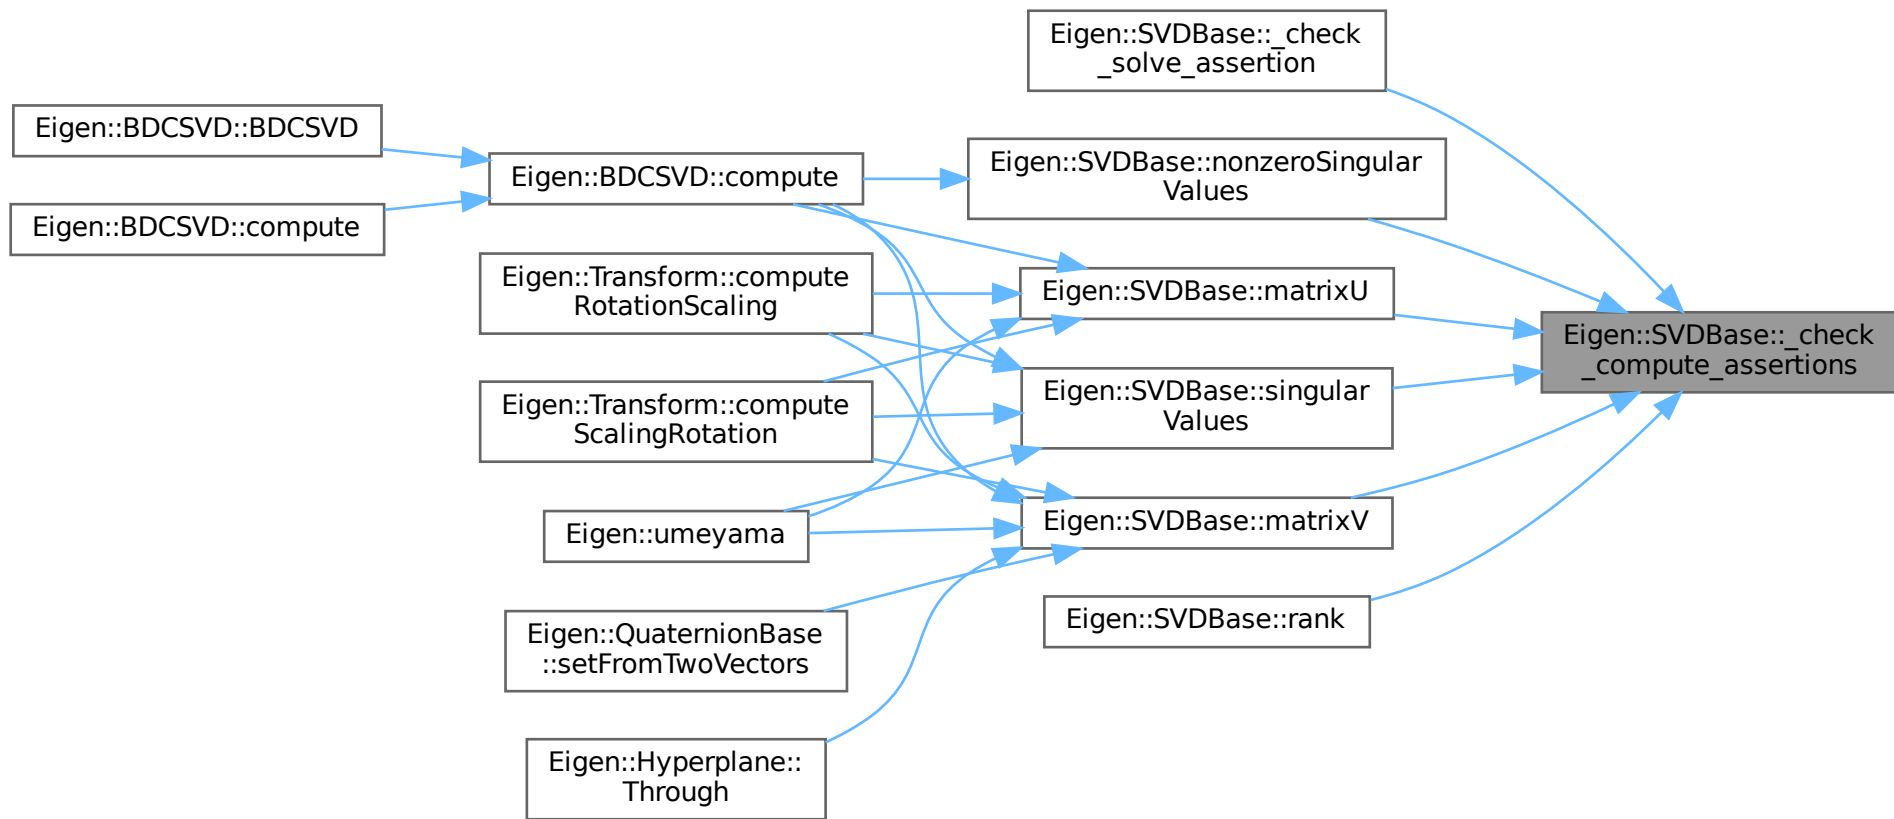 Eigen::BDCSVD::BDCSVD
Eigen::BDCSVD::compute
Eigen::BDCSVD::compute
Eigen::Transform::compute
RotationScaling
Eigen::Transform::compute
ScalingRotation
Eigen::umeyama
Eigen::QuaternionBase
::setFromTwoVectors
Eigen::Hyperplane::
Through
Eigen::SVDBase::_check
_solve_assertion
Eigen::SVDBase::nonzeroSingular
Values
Eigen::SVDBase::matrixU
Eigen::SVDBase::singular
Values
Eigen::SVDBase::matrixV
Eigen::SVDBase::rank
Eigen::SVDBase::_check
_compute_assertions